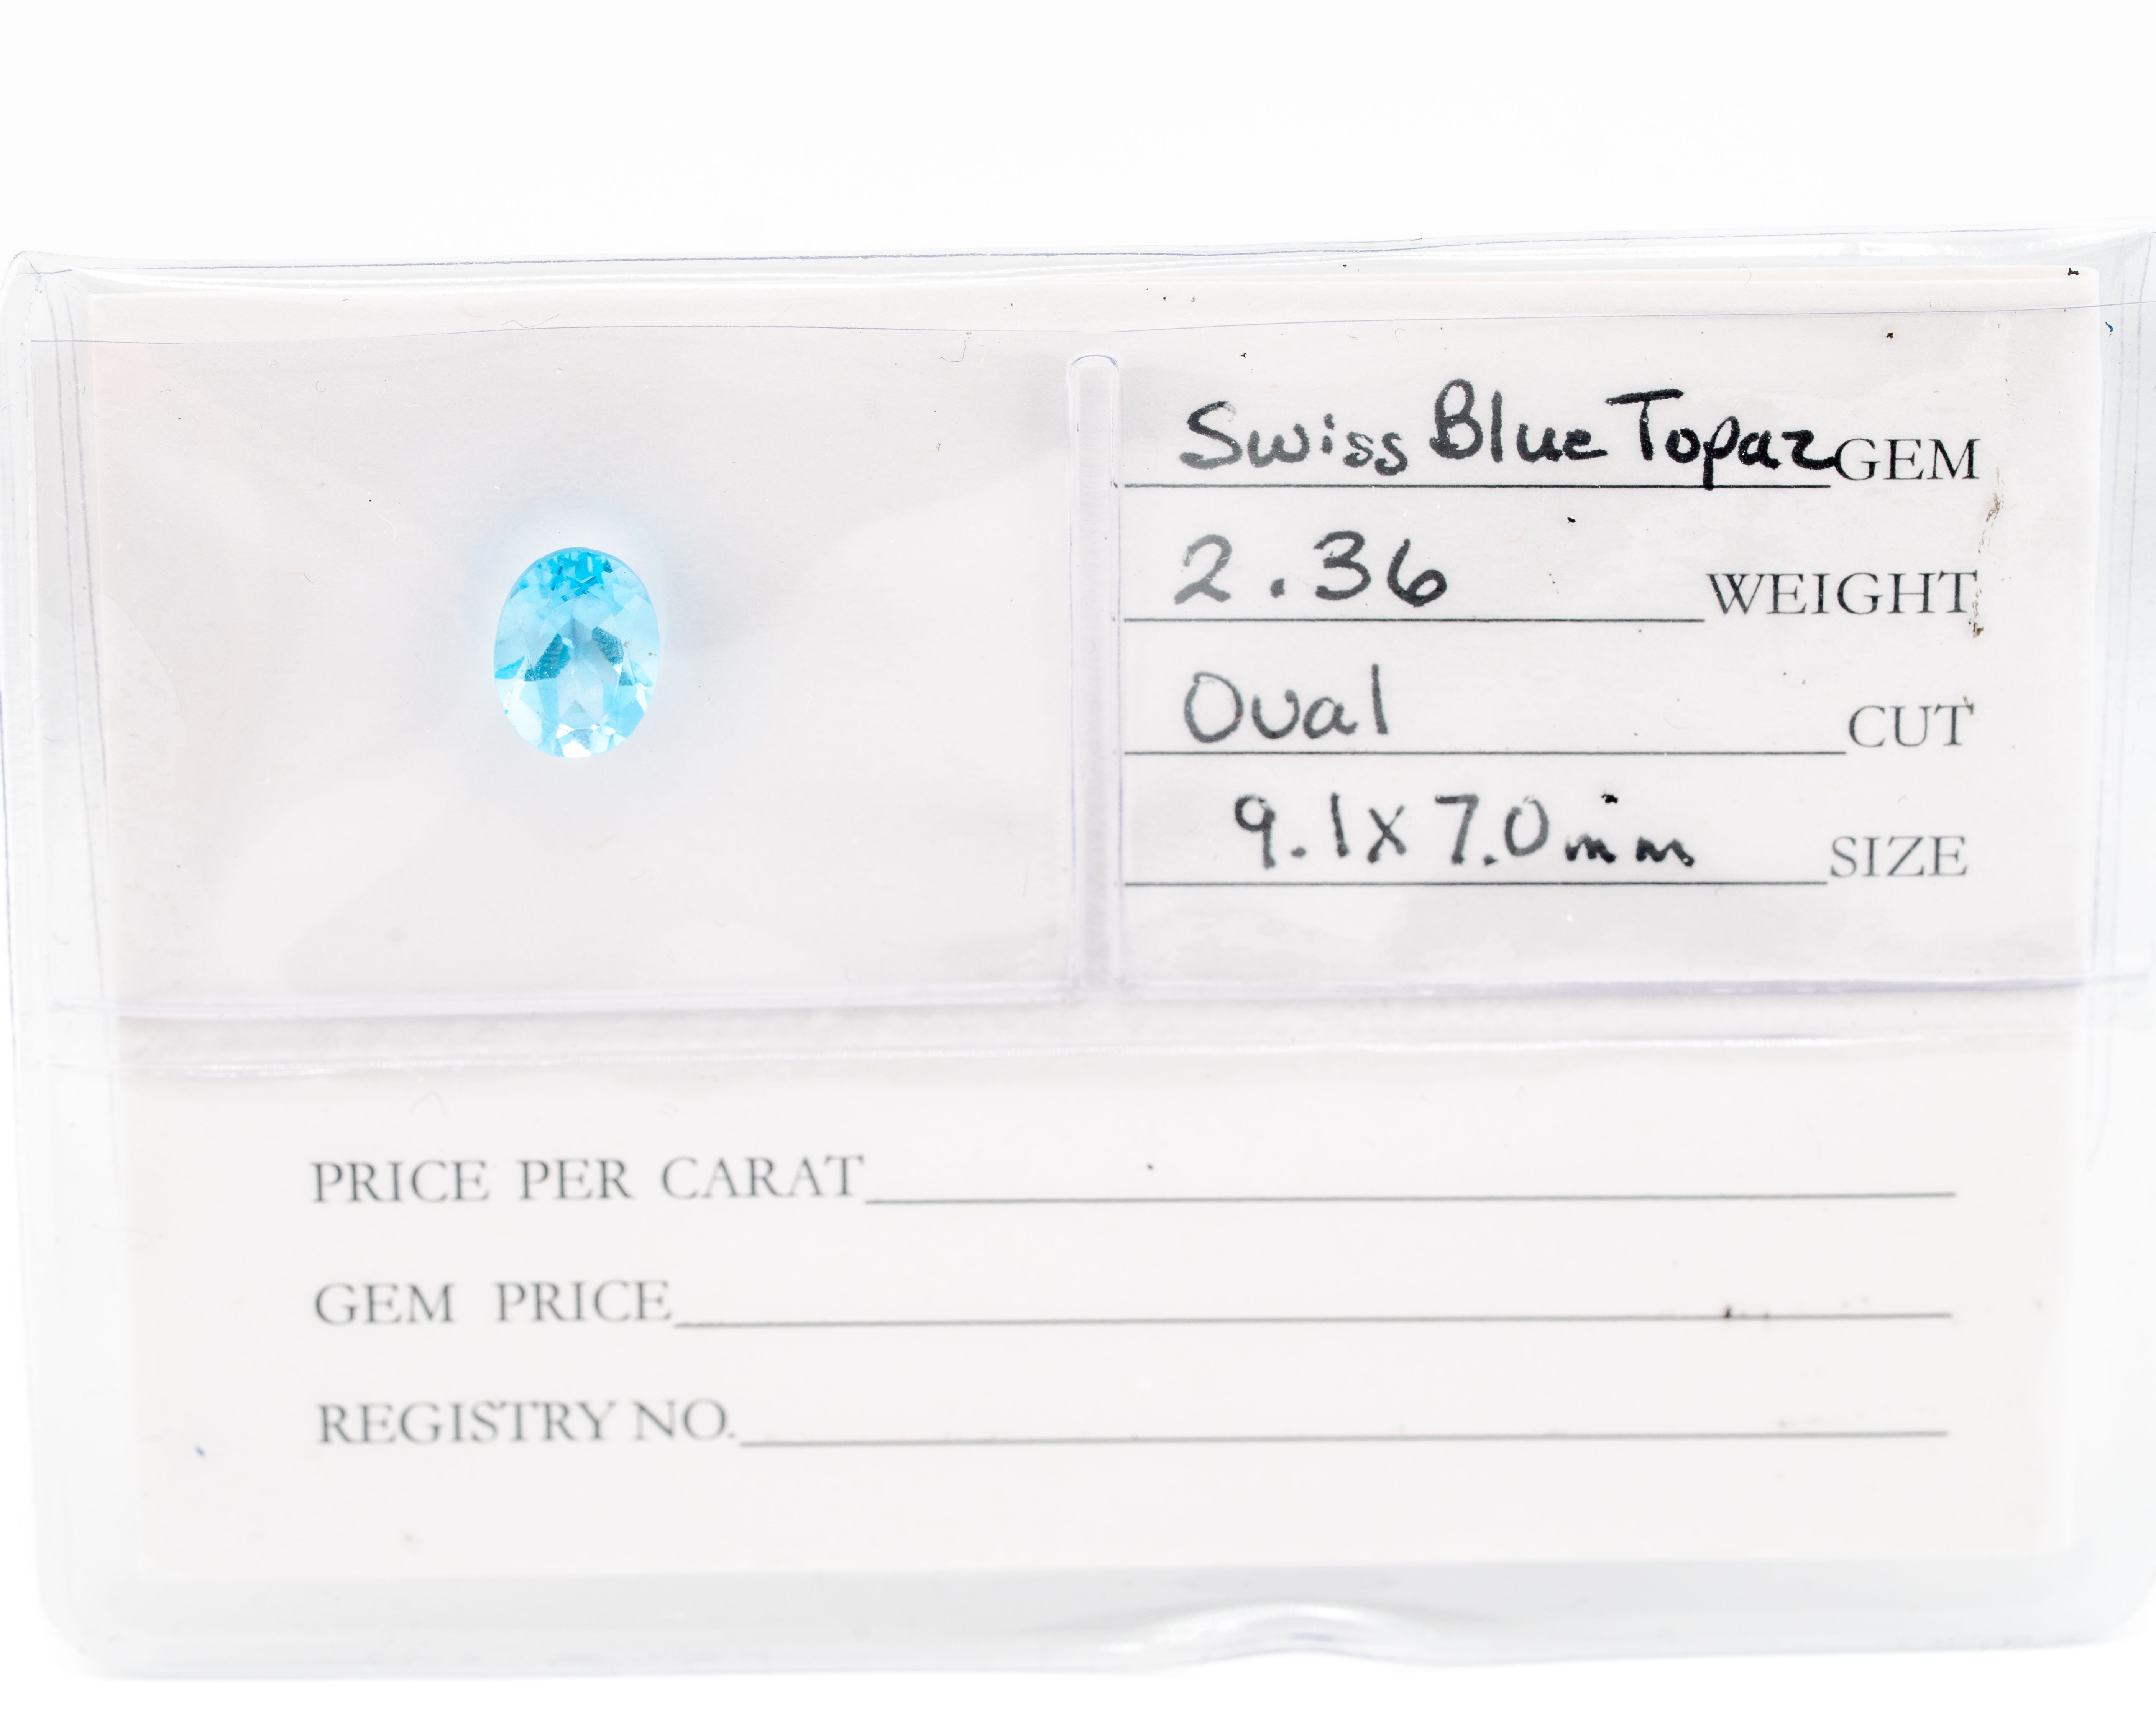 Swiss Blue Topaz GEM
2.36 WEIGHT
Oval CUT
9.1x7.0mm SIZE
PRICE PER CARAT
GEM PRICE
REGISTRY NO.